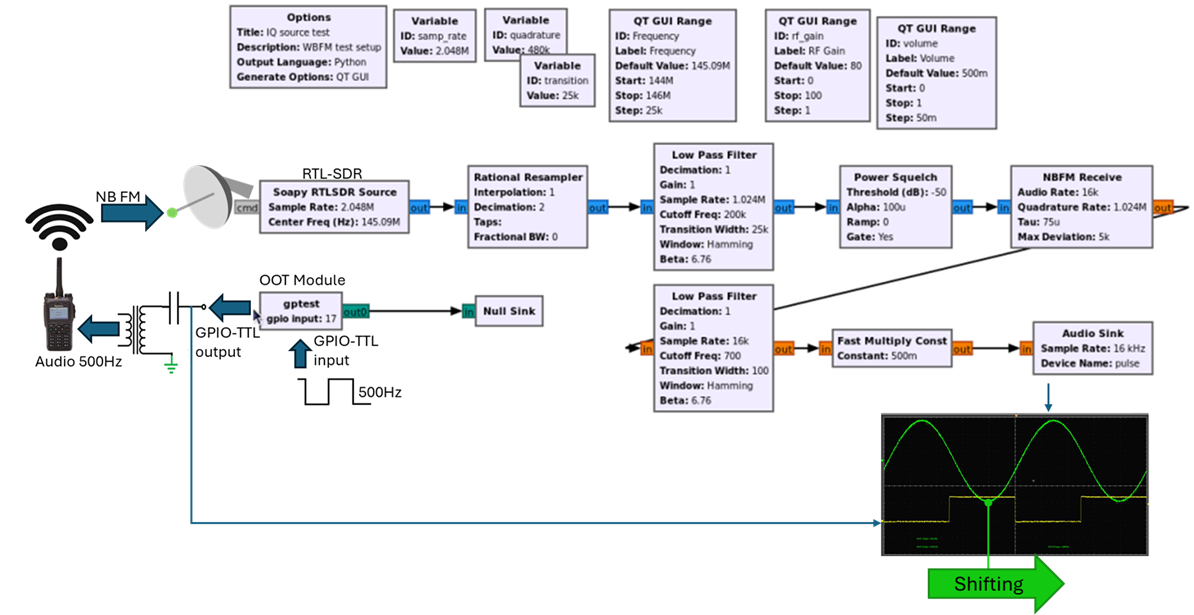 Options
Title: IQ source test
Description: WBFM test setup
Output Language: Python
Generate Options: QT GUI
Variable
ID: samp_rate
Value: 2.048M
Variable
ID: quadrature
Value: 480k
Variable
ID: transition
Value: 25k
QT GUI Range
ID: Frequency
Label: Frequency
Default Value: 145.09M
Start: 144M
Stop: 146M
Step: 25k
QT GUI Range
ID: rf_gain
Label: RF Gain
Default Value: 80
Start: 0
Stop: 100
Step: 1
QT GUI Range
ID: volume
Label: Volume
Default Value: 500m
Start: 0
Stop: 1
Step: 50m
NB FM
RTL-SDR
cmd
Soapy RTLSDR Source
Sample Rate: 2.048M
Center Freq (Hz): 145.09M
out
in
Rational Resampler
Interpolation: 1
Decimation: 2
Taps:
Fractional BW: 0
out
in
Low Pass Filter
Decimation: 1
Gain: 1
Sample Rate: 1.024M
Cutoff Freq: 200k
Transition Width: 25k
Window: Hamming
Beta: 6.76
out
in
Power Squelch
Threshold (dB): -50
Alpha: 100u
Ramp: 0
Gate: Yes
out
in
NBFM Receive
Audio Rate: 16k
Quadrature Rate: 1.024M
Tau: 75u
Max Deviation: 5k
out
OOT Module
gptest
gpio input: 17
out0
in
Null Sink
GPIO-TTL
output
GPIO-TTL
input
500Hz
Audio 500Hz
in
Low Pass Filter
Decimation: 1
Gain: 1
Sample Rate: 16k
Cutoff Freq: 700
Transition Width: 100
Window: Hamming
Beta: 6.76
out
in
Fast Multiply Const
Constant: 500m
out
in
Audio Sink
Sample Rate: 16 kHz
Device Name: pulse
Shifting